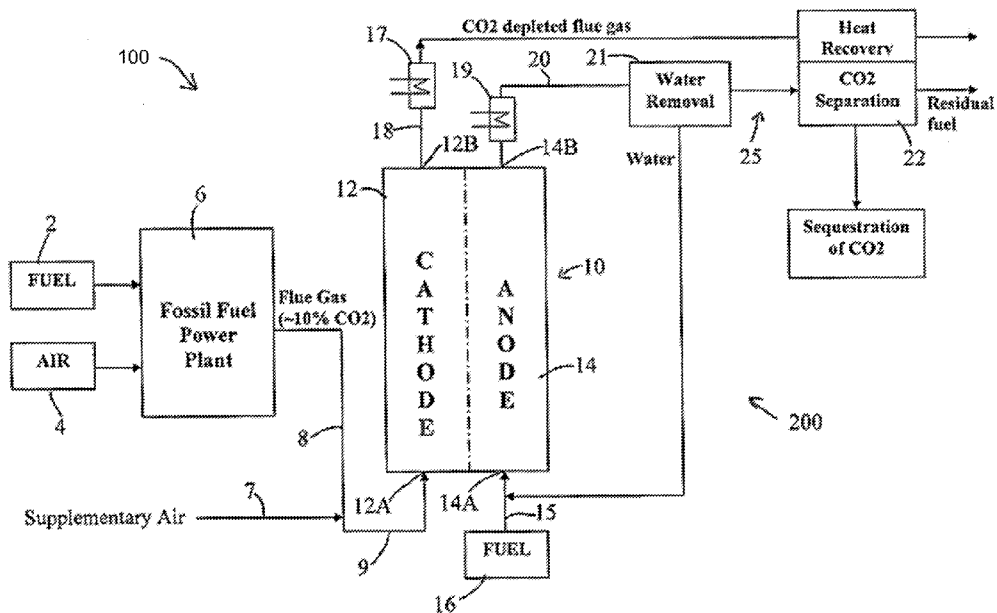 100
17
CO2 depleted flue gas
Heat
Recovery
19
20
21
Water
Removal
CO2
Separation
Residual
fuel
18
12B
14B
25
22
Water
12
6
2
FUEL
Fossil Fuel
Power
Plant
Flue Gas
(~10% CO2)
CATHODE
ANODE
10
Sequestration
of CO2
AIR
4
14
8
200
12A
14A
7
Supplementary Air
15
9
FUEL
16